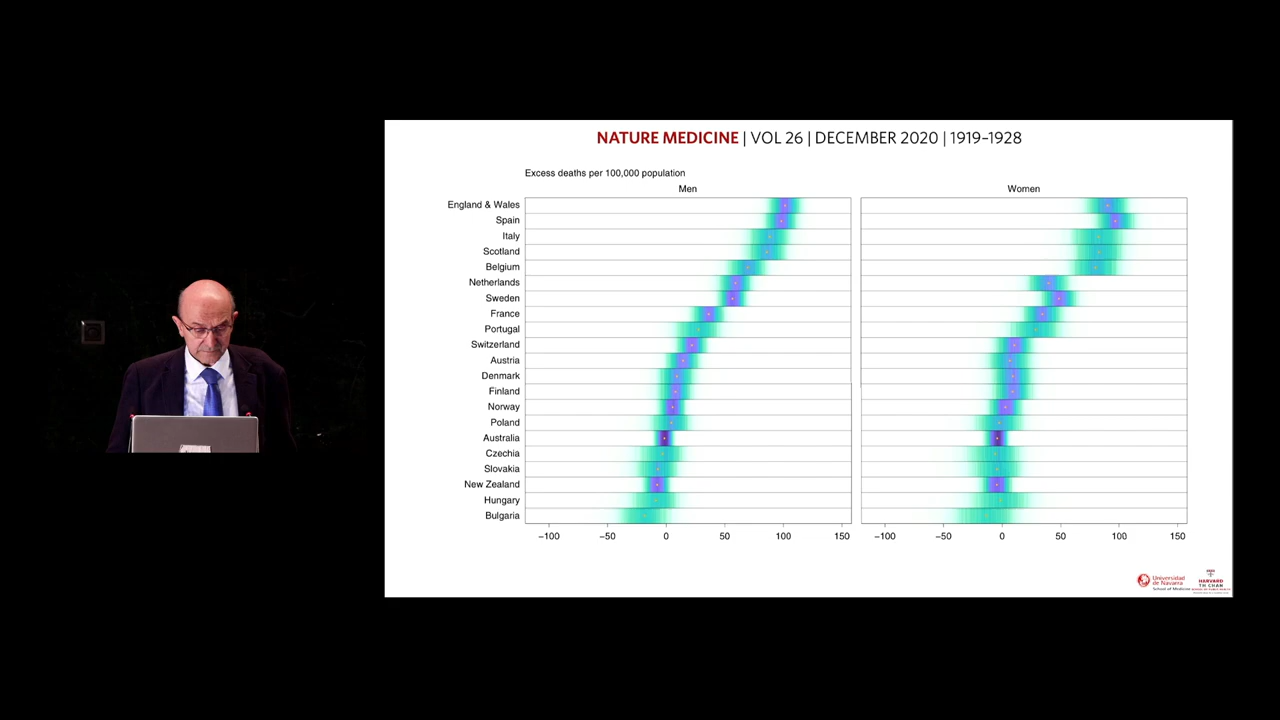 NATURE MEDICINE | VOL 26 | DECEMBER 2020 | 1919–1928
Excess deaths per 100,000 population
Men
Women
England & Wales
Spain
Italy
Scotland
Belgium
Netherlands
Sweden
France
Portugal
Switzerland
Austria
Denmark
Finland
Norway
Poland
Australia
Czechia
Slovakia
New Zealand
Hungary
Bulgaria
−100 −50 0 50 100 150
−100 −50 0 50 100 150
Universidad
de Navarra
School of Medicine
HARVARD
T.H. CHAN